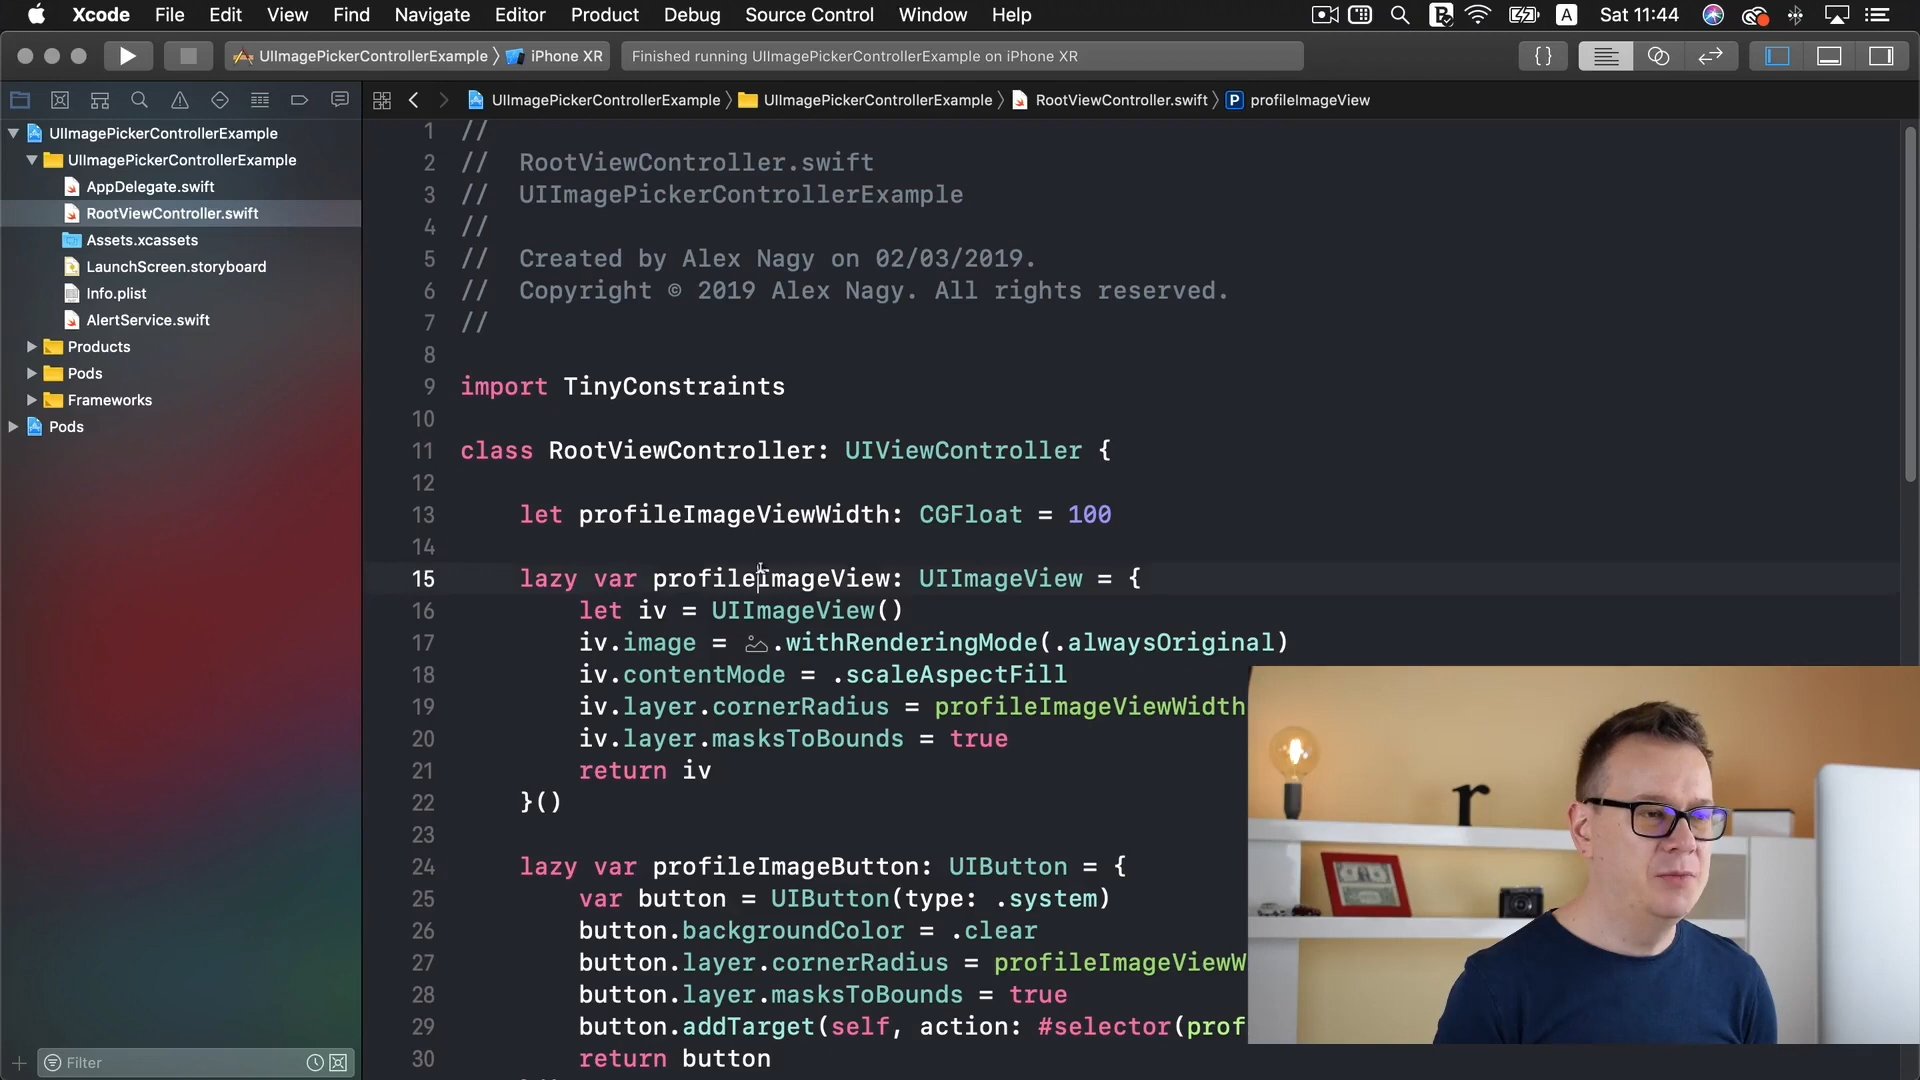 Xcode File Edit View Find Navigate Editor Product Debug Source Control Window Help A Sat 11:44
UIImagePickerControllerExample iPhone XR Finished running UIImagePickerControllerExample on iPhone XR {}
UIImagePickerControllerExample UIImagePickerControllerExample RootViewController.swift P profileImageView
UIImagePickerControllerExample
UIImagePickerControllerExample
AppDelegate.swift
RootViewController.swift
Assets.xcassets
LaunchScreen.storyboard
Info.plist
AlertService.swift
Products
Pods
Frameworks
Pods
Filter
1 //
2 // RootViewController.swift
3 // UIImagePickerControllerExample
4 //
5 // Created by Alex Nagy on 02/03/2019.
6 // Copyright © 2019 Alex Nagy. All rights reserved.
7 //
8
9 import TinyConstraints
10
11 class RootViewController: UIViewController {
12
13 let profileImageViewWidth: CGFloat = 100
14
15 lazy var profileImageView: UIImageView = {
16 let iv = UIImageView()
17 iv.image = .withRenderingMode(.alwaysOriginal)
18 iv.contentMode = .scaleAspectFill
19 iv.layer.cornerRadius = profileImageViewWidth
20 iv.layer.masksToBounds = true
21 return iv
22 }()
23
24 lazy var profileImageButton: UIButton = {
25 var button = UIButton(type: .system)
26 button.backgroundColor = .clear
27 button.layer.cornerRadius = profileImageViewW
28 button.layer.masksToBounds = true
29 button.addTarget(self, action: #selector(prof
30 return button
r